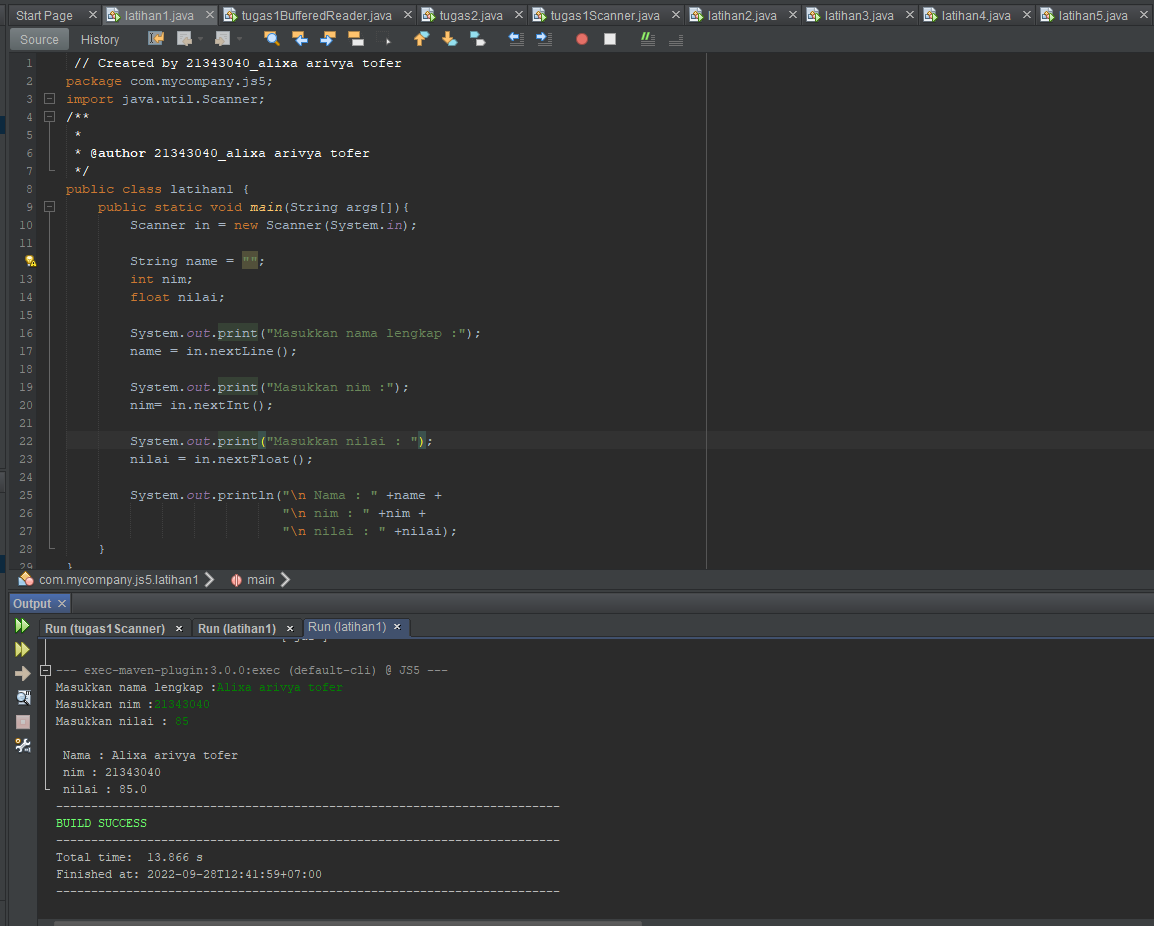 Start Page latihan1.java tugas1BufferedReader.java tugas2.java tugas1Scanner.java latihan2.java latihan3.java latihan4.java latihan5.java
Source History
1 // Created by 21343040_alixa arivya tofer
2 package com.mycompany.js5;
3 import java.util.Scanner;
4 /**
5 *
6 * @author 21343040_alixa arivya tofer
7 */
8 public class latihan1 {
9 public static void main(String args[]){
10 Scanner in = new Scanner(System.in);
11
String name = "";
13 int nim;
14 float nilai;
15
16 System.out.print("Masukkan nama lengkap :");
17 name = in.nextLine();
18
19 System.out.print("Masukkan nim :");
20 nim= in.nextInt();
21
22 System.out.print("Masukkan nilai : ");
23 nilai = in.nextFloat();
24
25 System.out.println("\n Nama : " +name +
26 "\n nim : " +nim +
27 "\n nilai : " +nilai);
28 }
29 }
com.mycompany.js5.latihan1 main
Output
Run (tugas1Scanner) Run (latihan1) Run (latihan1)
--- exec-maven-plugin:3.0.0:exec (default-cli) @ JS5 ---
Masukkan nama lengkap :Alixa arivya tofer
Masukkan nim :21343040
Masukkan nilai : 85
Nama : Alixa arivya tofer
nim : 21343040
nilai : 85.0
------------------------------------------------------------------------
BUILD SUCCESS
------------------------------------------------------------------------
Total time: 13.866 s
Finished at: 2022-09-28T12:41:59+07:00
------------------------------------------------------------------------